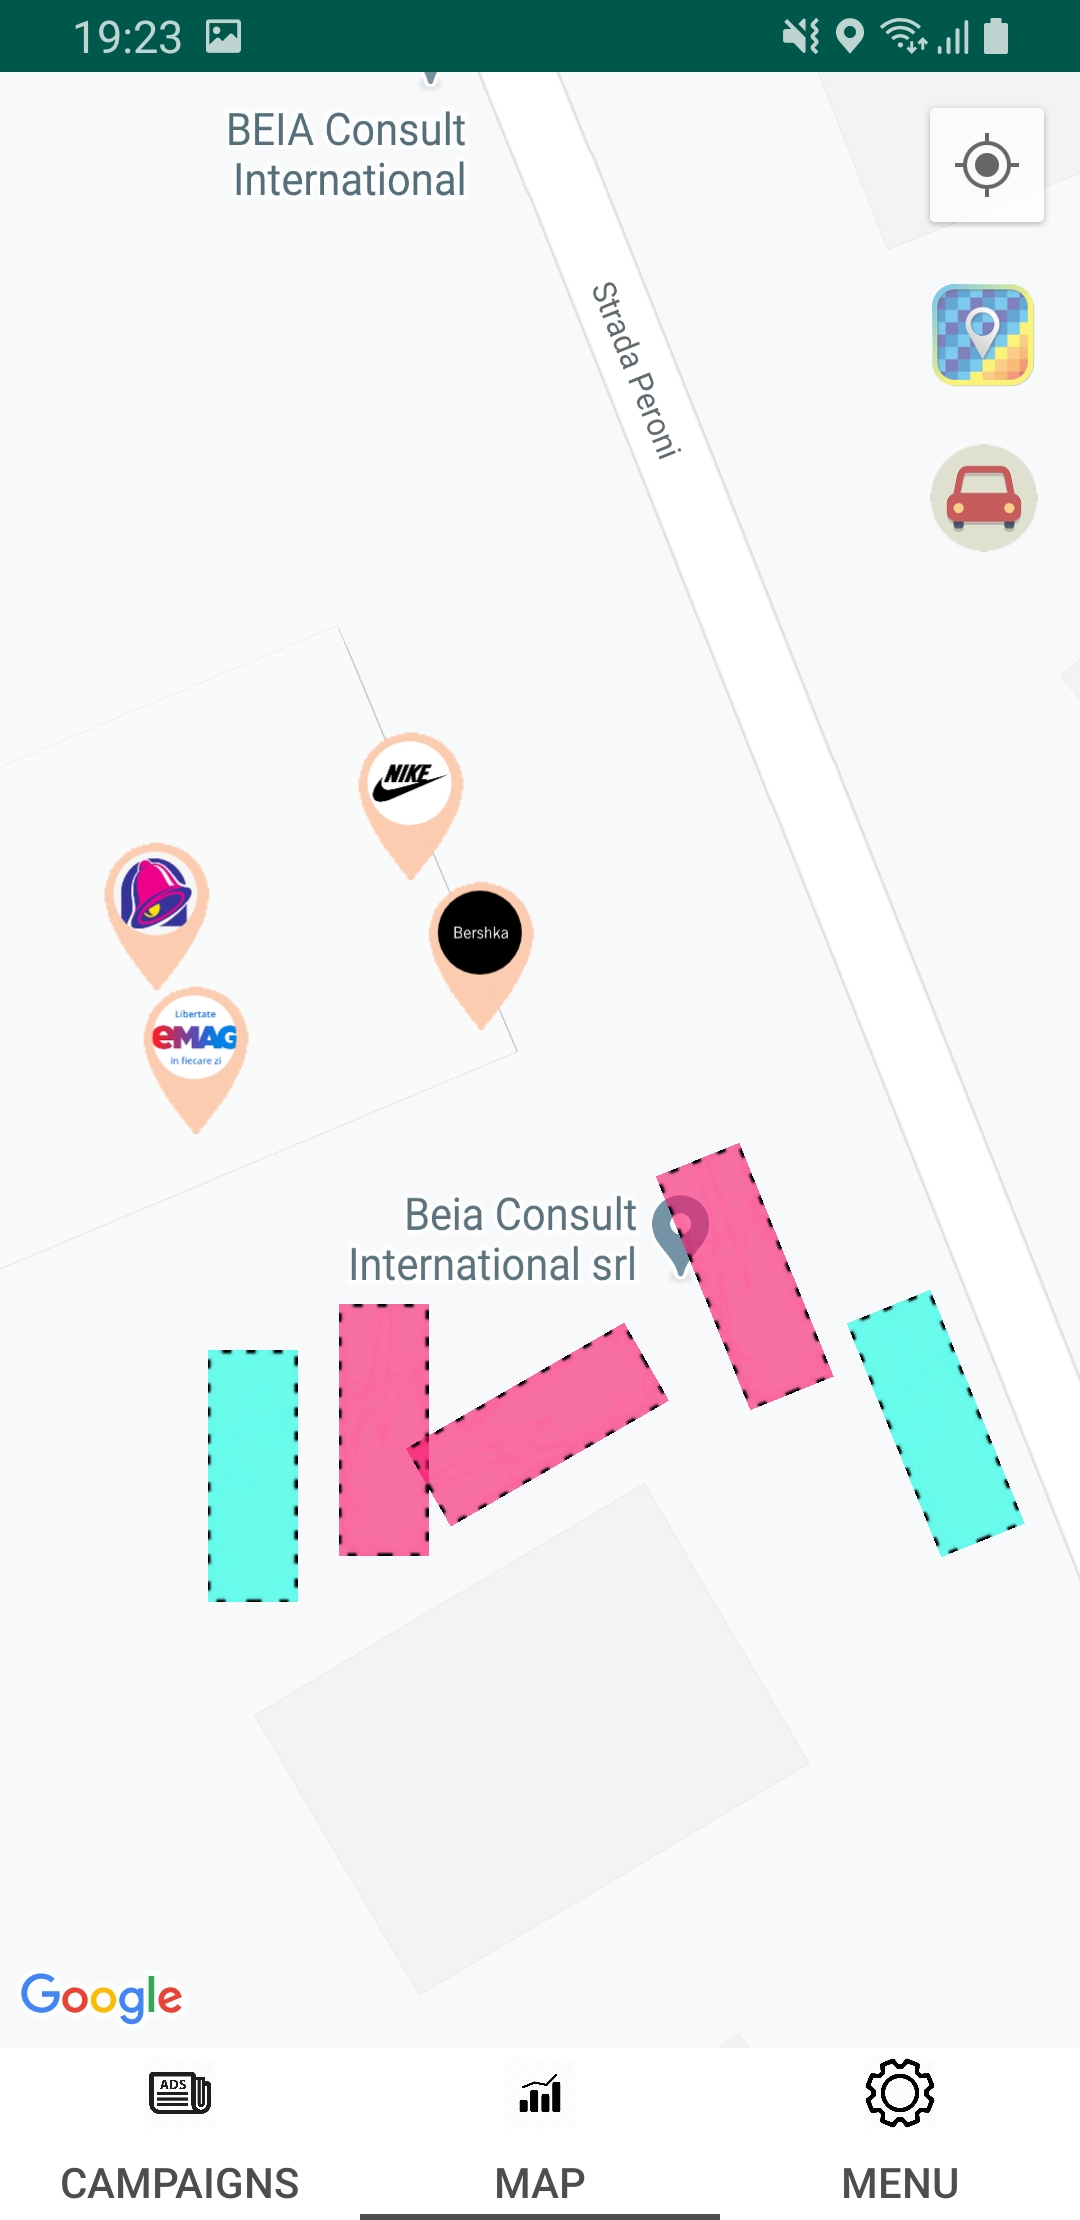 19:23
BEIA Consult
International
Strada Peroni
NIKE
Bershka
Libertate
eMAG
in fiecare zi
Beia Consult
International srl
Google
ADS
CAMPAIGNS
MAP
MENU